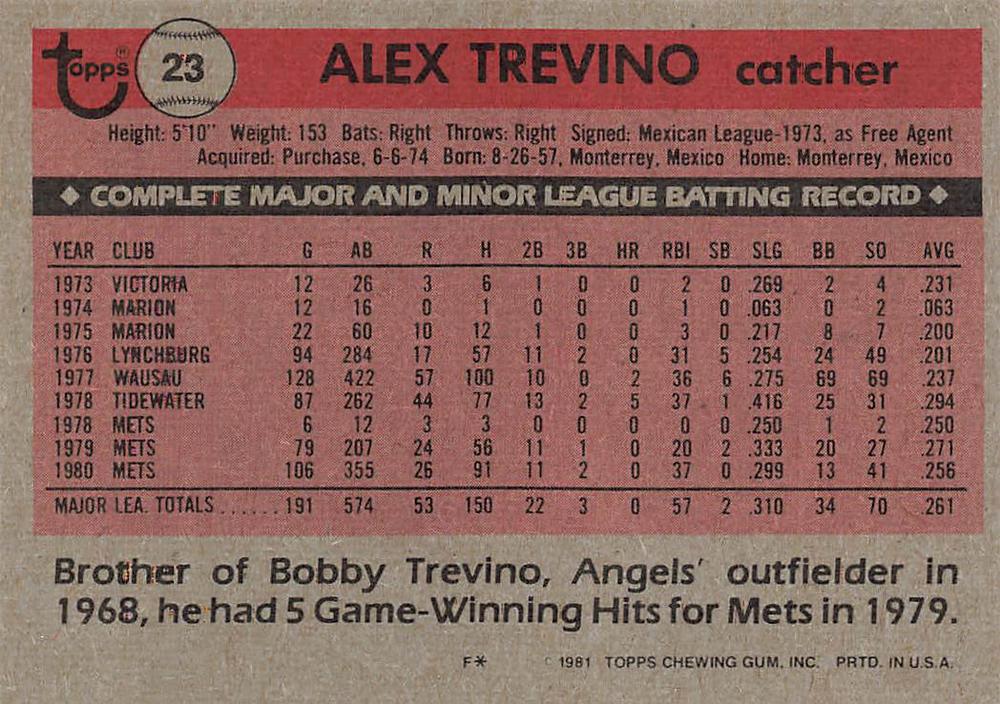 Topps® 23 ALEX TREVINO catcher
Height: 5'10" Weight: 153 Bats: Right Throws: Right Signed: Mexican League-1973, as Free Agent
Acquired: Purchase, 6-6-74 Born: 8-26-57, Monterrey, Mexico Home: Monterrey, Mexico
◆ COMPLETE MAJOR AND MINOR LEAGUE BATTING RECORD ◆
YEAR CLUB G AB R H 2B 3B HR RBI SB SLG BB SO AVG
1973 VICTORIA 12 26 3 6 1 0 0 2 0 .269 2 4 .231
1974 MARION 12 16 0 1 0 0 0 1 0 .063 0 2 .063
1975 MARION 22 60 10 12 1 0 0 3 0 .217 8 7 .200
1976 LYNCHBURG 94 284 17 57 11 2 0 31 5 .254 24 49 .201
1977 WAUSAU 128 422 57 100 10 0 2 36 6 .275 69 69 .237
1978 TIDEWATER 87 262 44 77 13 2 5 37 1 .416 25 31 .294
1978 METS 6 12 3 3 0 0 0 0 0 .250 1 2 .250
1979 METS 79 207 24 56 11 1 0 20 2 .333 20 27 .271
1980 METS 106 355 26 91 11 2 0 37 0 .299 13 41 .256
MAJOR LEA. TOTALS......191 574 53 150 22 3 0 57 2 .310 34 70 .261
Brother of Bobby Trevino, Angels' outfielder in
1968, he had 5 Game-Winning Hits for Mets in 1979.
F* © 1981 TOPPS CHEWING GUM, INC. PRTD. IN U.S.A.